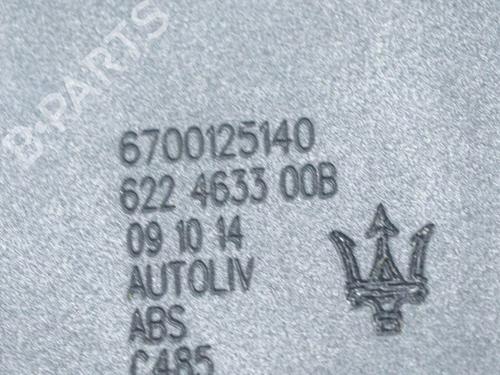 B-PARTS
6700125140
622 4633 00B
09 10 14
AUTOLIV
ABS
C485